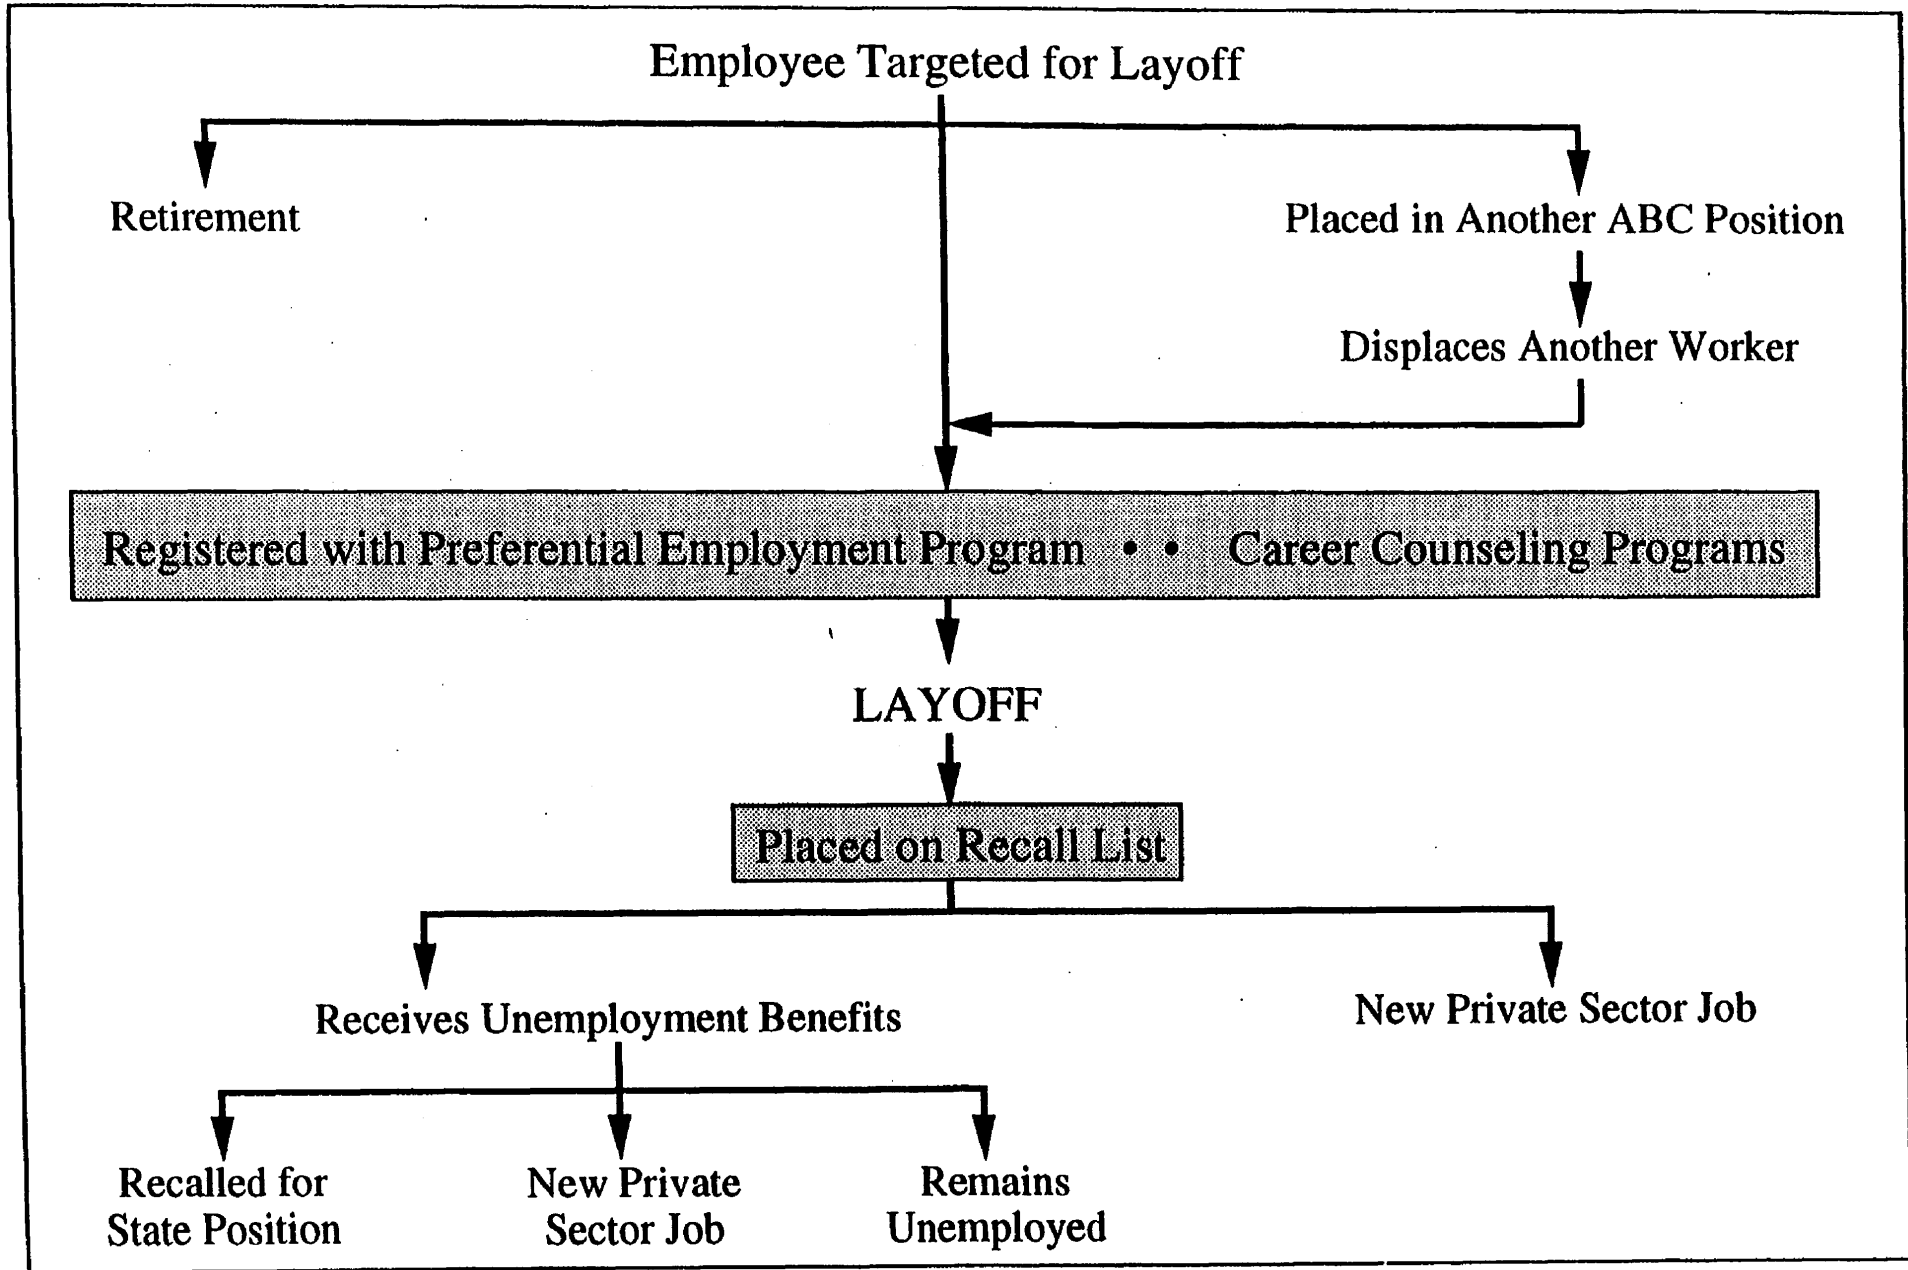 Employee Targeted for Layoff
Retirement
Placed in Another ABC Position
Displaces Another Worker
Registered with Preferential Employment Program • • Career Counseling Programs
LAYOFF
Placed on Recall List
Receives Unemployment Benefits
New Private Sector Job
Recalled for
State Position
New Private
Sector Job
Remains
Unemployed